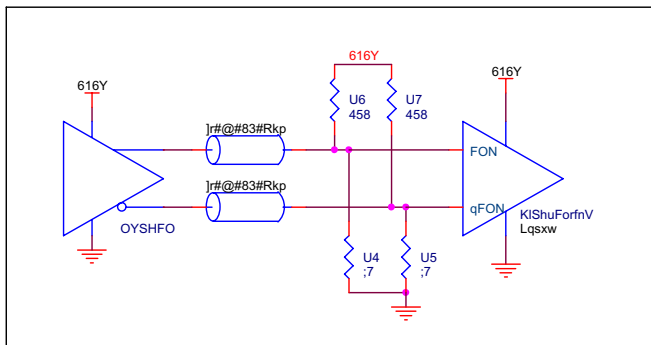 616Y
616Y
616Y
]r#@#83#Rkp
U6
458
U7
458
FON
]r#@#83#Rkp
qFON
OYSHFO
KIShuForfnV
Lqsxw
U4
;7
U5
;7